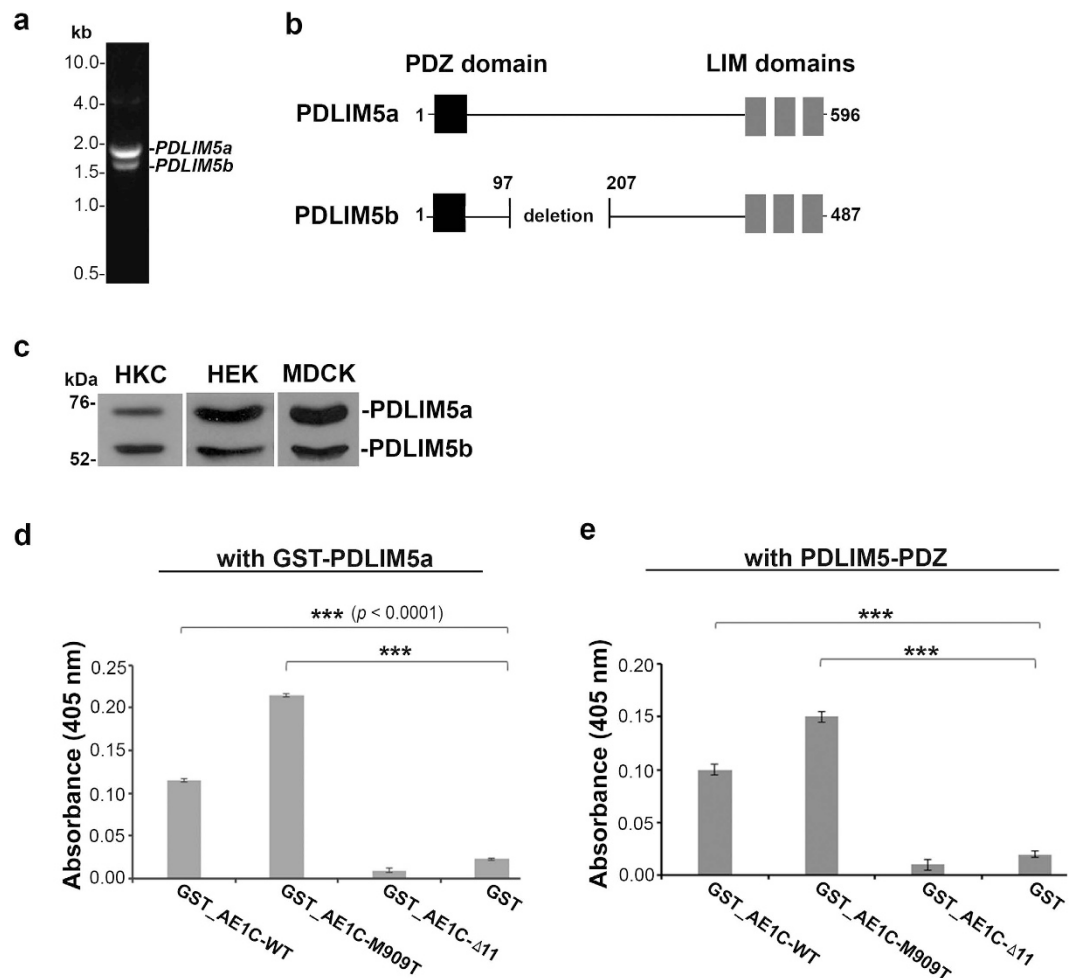 a
kb
10.0-
4.0-
2.0-
1.5-
1.0-
0.5-
-PDLIM5a
-PDLIM5b
b
PDZ domain
LIM domains
PDLIM5a 1 596
97 207
PDLIM5b 1 deletion 487
c
kDa HKC HEK MDCK
76-
-PDLIM5a
-PDLIM5b
52-
d
with GST-PDLIM5a
*** (p < 0.0001)
***
Absorbance (405 nm)
0.25
0.20
0.15
0.10
0.05
0.00
GST_AE1C-WT
GST_AE1C-M909T
GST_AE1C-Δ11
GST
e
with PDLIM5-PDZ
***
***
Absorbance (405 nm)
0.20
0.15
0.10
0.05
0.00
GST_AE1C-WT
GST_AE1C-M909T
GST_AE1C-Δ11
GST